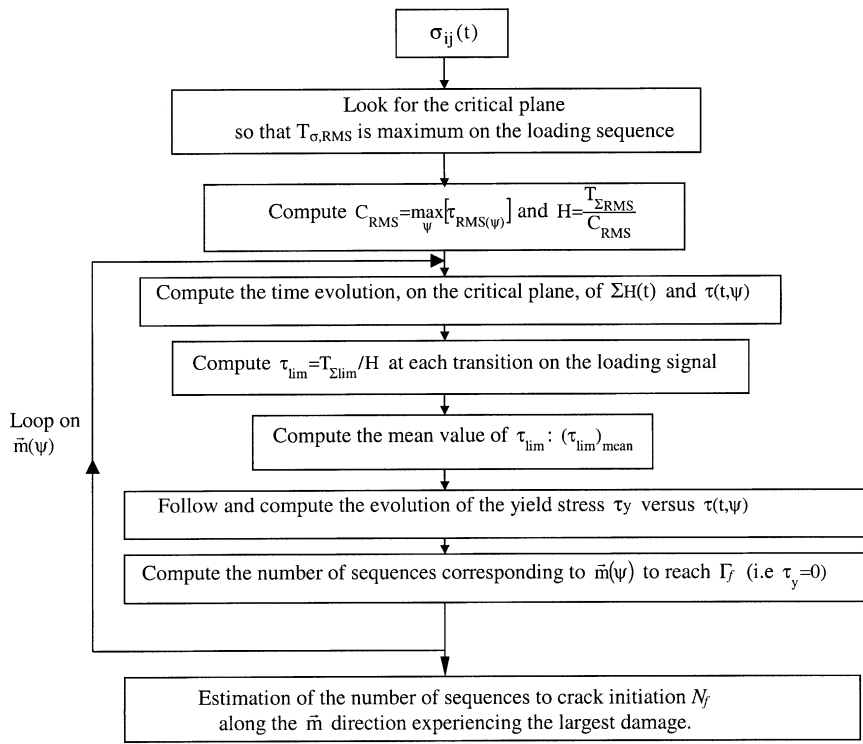 σij(t)
Look for the critical plane
so that Tσ,RMS is maximum on the loading sequence
Compute CRMS=max ψ[τRMS(ψ)] and H=TΣRMS/CRMS
Compute the time evolution, on the critical plane, of ΣH(t) and τ(t,ψ)
Compute τlim=TΣlim/H at each transition on the loading signal
Compute the mean value of τlim: (τlim)mean
Loop on
m⃗(ψ)
Follow and compute the evolution of the yield stress τy versus τ(t,ψ)
Compute the number of sequences corresponding to m⃗(ψ) to reach Γf (i.e τy=0)
Estimation of the number of sequences to crack initiation Nf
along the m⃗ direction experiencing the largest damage.